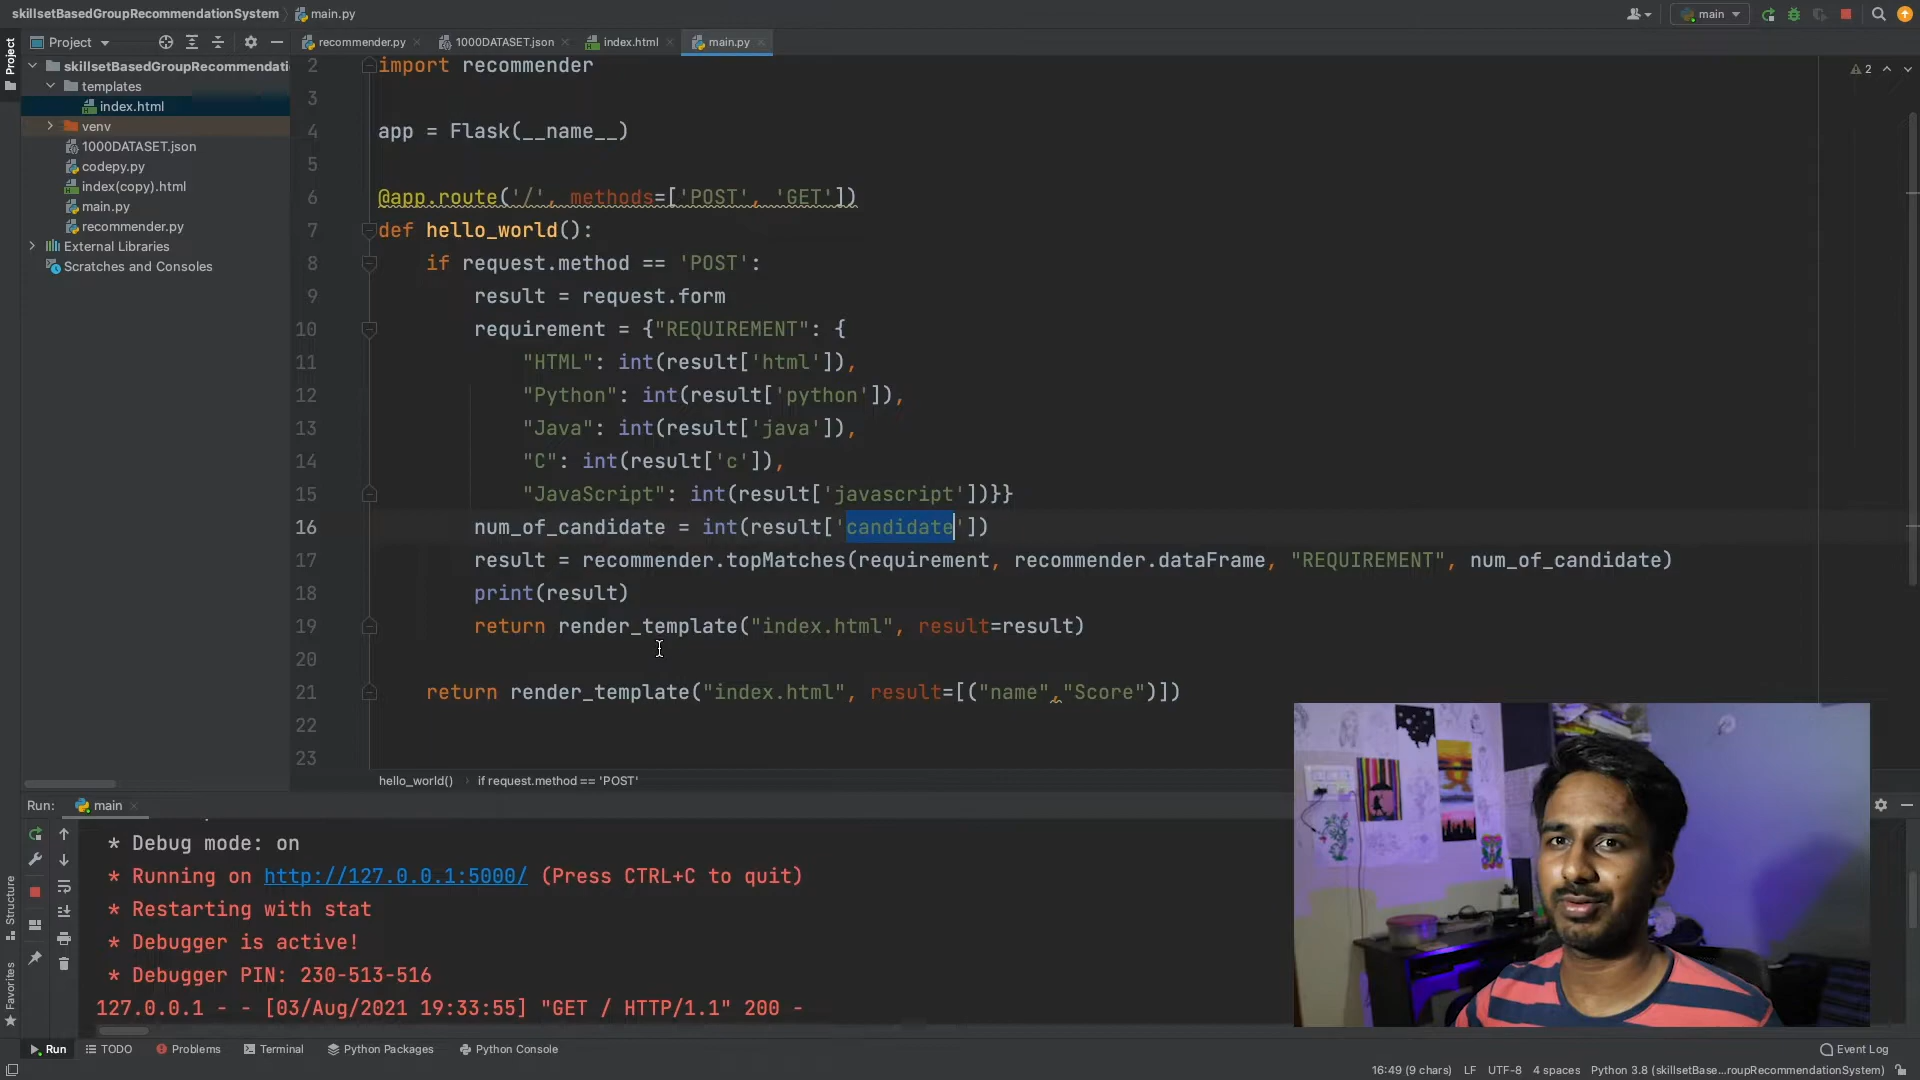 skillsetBasedGroupRecommendationSystem main.py
main
Project
recommender.py
1000DATASET.json
index.html
main.py
Project
skillsetBasedGroupRecommendati
templates
index.html
venv
1000DATASET.json
codepy.py
index(copy).html
main.py
recommender.py
External Libraries
Scratches and Consoles
2
2 import recommender
3
4 app = Flask(__name__)
5
6 @app.route('/', methods=['POST', 'GET'])
7 def hello_world():
8 if request.method == 'POST':
9 result = request.form
10 requirement = {"REQUIREMENT": {
11 "HTML": int(result['html']),
12 "Python": int(result['python']),
13 "Java": int(result['java']),
14 "C": int(result['c']),
15 "JavaScript": int(result['javascript'])}}
16 num_of_candidate = int(result['candidate'])
17 result = recommender.topMatches(requirement, recommender.dataFrame, "REQUIREMENT", num_of_candidate)
18 print(result)
19 return render_template("index.html", result=result)
20
21 return render_template("index.html", result=[("name","Score")])
22
23
hello_world() if request.method == 'POST'
Run: main
* Debug mode: on
* Running on http://127.0.0.1:5000/ (Press CTRL+C to quit)
* Restarting with stat
* Debugger is active!
* Debugger PIN: 230-513-516
127.0.0.1 - - [03/Aug/2021 19:33:55] "GET / HTTP/1.1" 200 -
Structure
Favorites
Run TODO Problems Terminal Python Packages Python Console Event Log
16:49 (9 chars) LF UTF-8 4 spaces Python 3.8 (skillsetBase...roupRecommendationSystem)